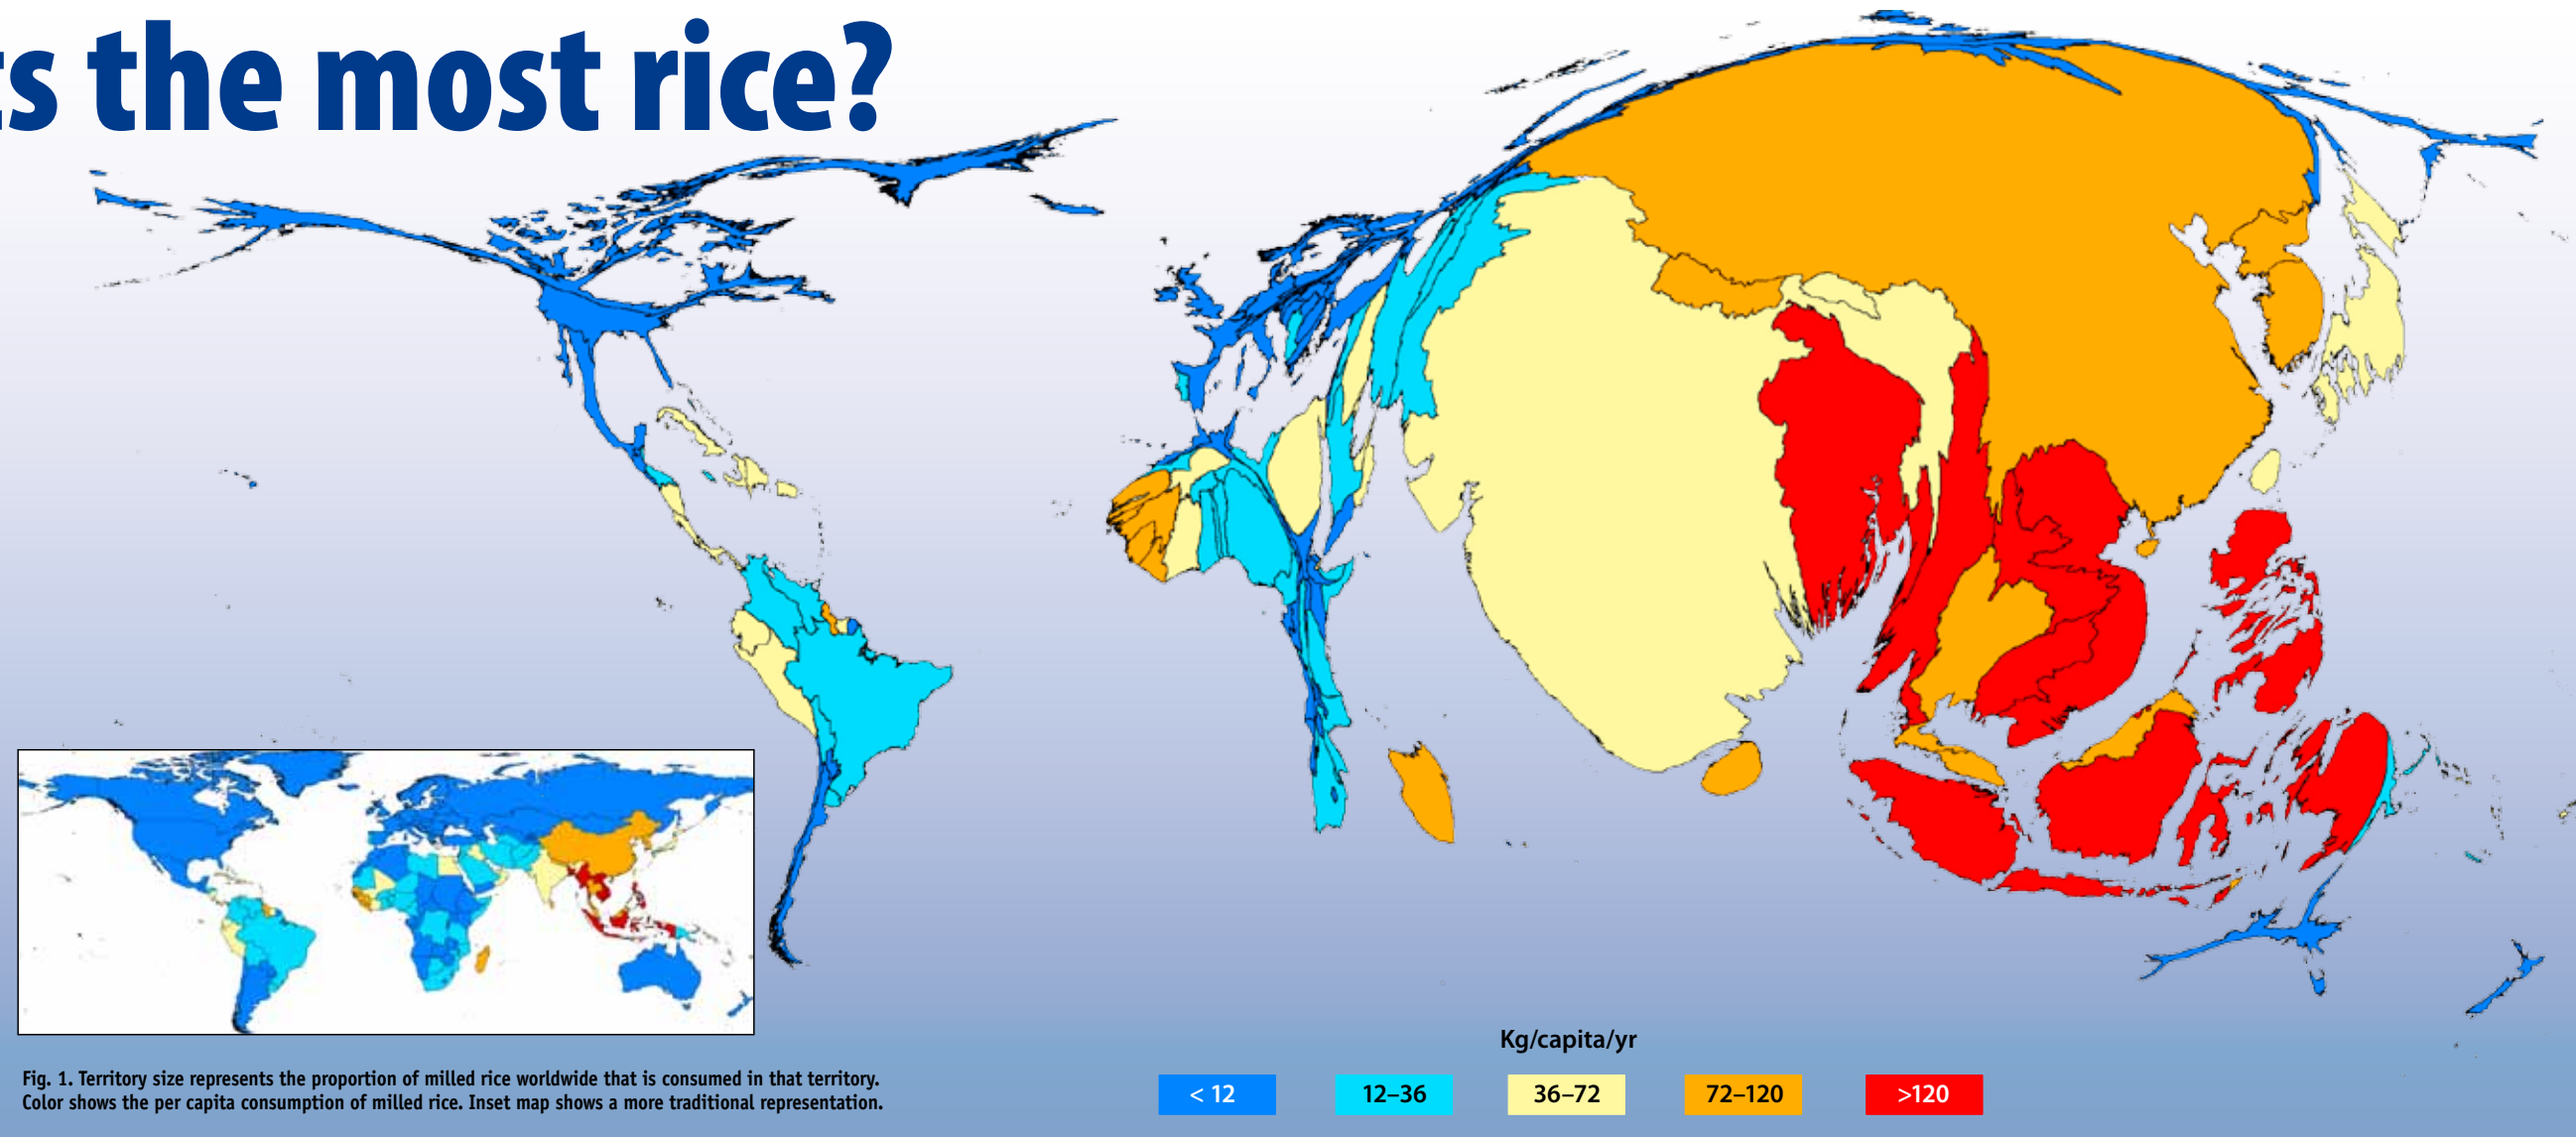 s the most rice?
Kg/capita/yr
< 12 12–36 36–72 72–120 >120
Fig. 1. Territory size represents the proportion of milled rice worldwide that is consumed in that territory.
Color shows the per capita consumption of milled rice. Inset map shows a more traditional representation.